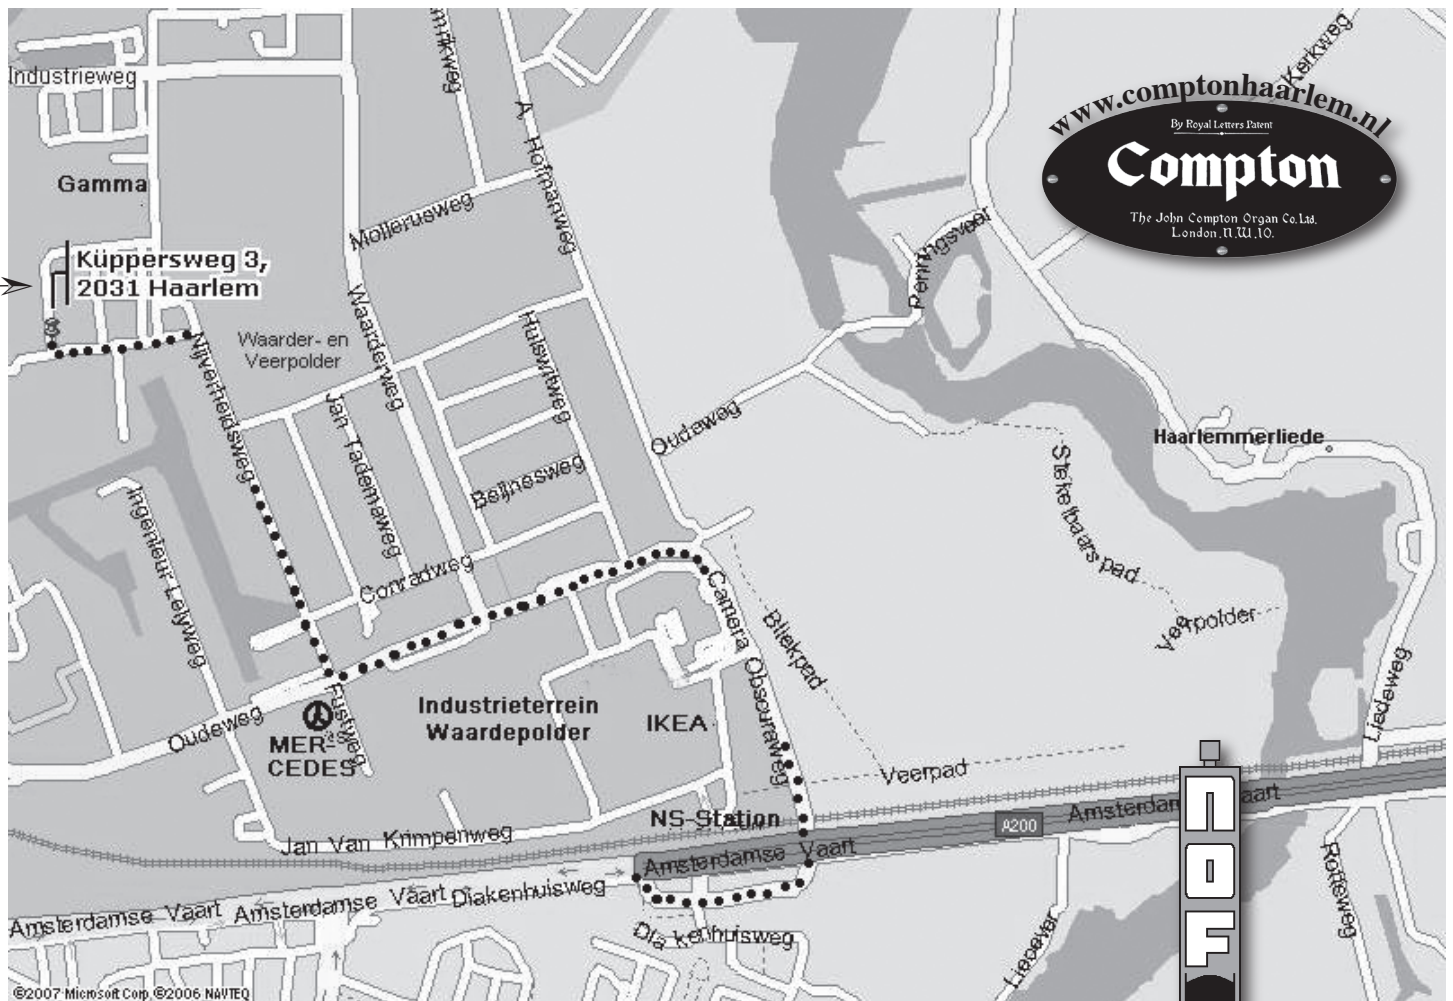 Industrieweg
A. Hofmanweg
Kerkweg
www.comptonhaarlem.nl
By Royal Letters Patent
Compton
The John Compton Organ Co. Ltd.
London. N.W.10.
Gamma
Mollerusweg
Penningsveer
Küppersweg 3,
2031 Haarlem
Waarderweg
Hulswitweg
Waarder- en
Veerpolder
Nijverheidsweg
Jan Tademaweg
Oudeweg
Haarlemmerliede
Beijnesweg
Stekelbaarspad
Ingenieur Lelyweg
Conradweg
Camera Obscuraweg
Bliekpad
Veerpolder
Liedeweg
Fustweg
Oudeweg
Industrieterrein
Waardepolder
IKEA
MER-
CEDES
Veerpad
NS-Station
A200
Amsterdamse Vaart
Jan Van Krimpenweg
Amsterdamse Vaart
Amsterdamse Vaart
Amsterdamse Vaart
Diakenhuisweg
Diakenhuisweg
Lieoever
Rotteweg
NOF
©2007 Microsoft Corp. ©2006 NAVTEQ